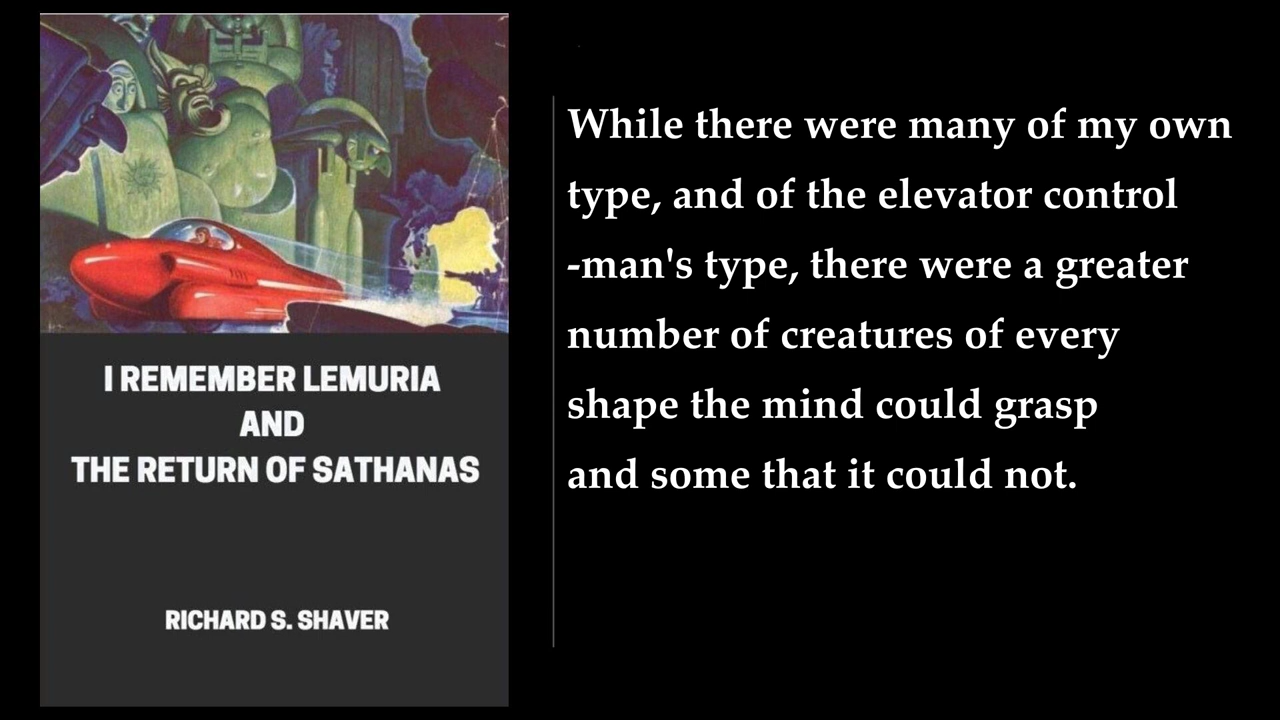 I REMEMBER LEMURIA
AND
THE RETURN OF SATHANAS
RICHARD S. SHAVER
While there were many of my own
type, and of the elevator control
-man's type, there were a greater
number of creatures of every
shape the mind could grasp
and some that it could not.